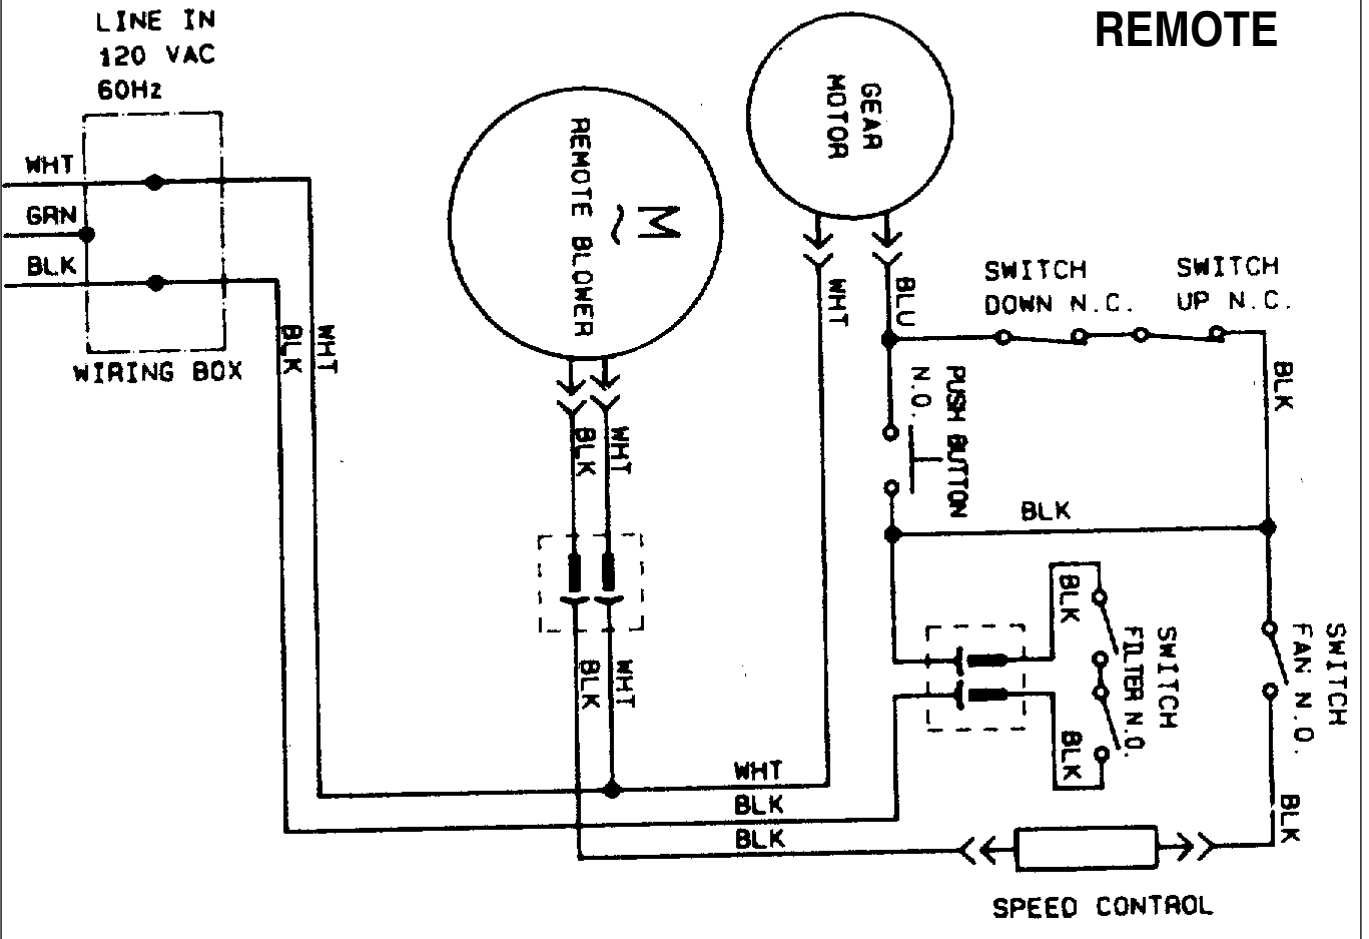 REMOTE
LINE IN
120 VAC
60Hz
WHT
GRN
BLK
WIRING BOX
BLK
WHT
REMOTE BLOWER
M
~
GEAR
MOTOR
WHT
BLU
SWITCH
DOWN N.C.
SWITCH
UP N.C.
BLK
PUSH BUTTON
N.O.
BLK
BLK
WHT
BLK
WHT
BLK
BLK
SWITCH
FILTER N.O.
SWITCH
FAN N.O.
WHT
BLK
BLK
BLK
SPEED CONTROL